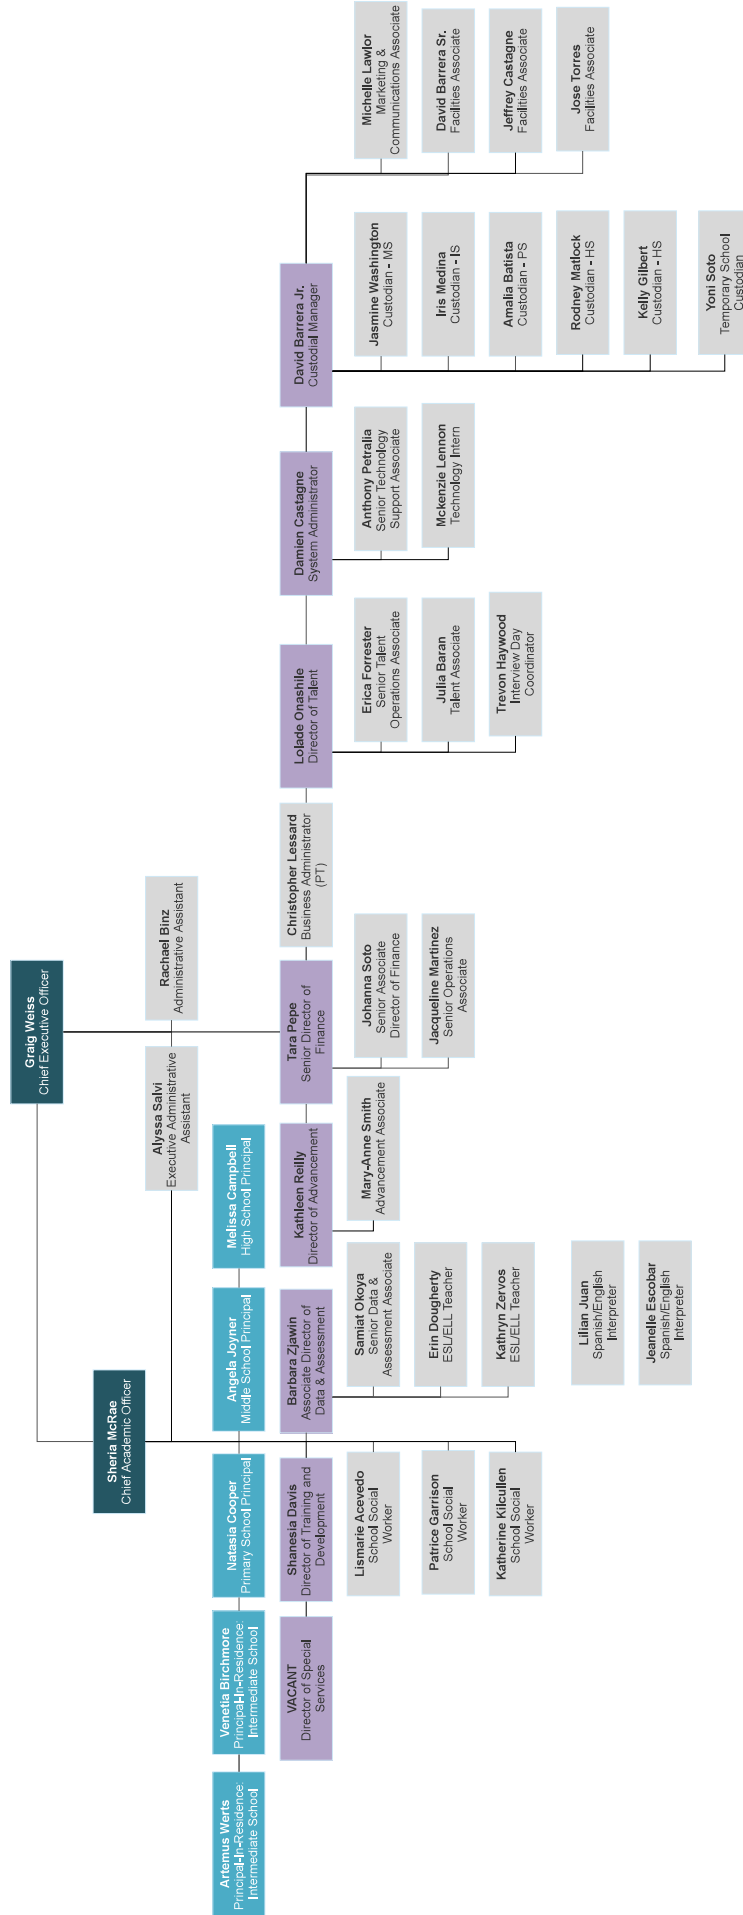 Graig Weiss
Chief Executive Officer
Sheria McRae
Chief Academic Officer
Alyssa Salvi
Executive Administrative
Assistant
Rachael Binz
Administrative Assistant
Artemus Werts
Principal-In-Residence:
Intermediate School
Venetia Birchmore
Principal-In-Residence:
Intermediate School
Natasia Cooper
Primary School Principal
Angela Joyner
Middle School Principal
Melissa Campbell
High School Principal
VACANT
Director of Special
Services
Shanesia Davis
Director of Training and
Development
Barbara Zjawin
Associate Director of
Data & Assessment
Kathleen Reilly
Director of Advancement
Tara Pepe
Senior Director of
Finance
Christopher Lessard
Business Administrator
(PT)
Lolade Onashile
Director of Talent
Damien Castagne
System Administrator
David Barrera Jr.
Custodial Manager
Lismarie Acevedo
School Social
Worker
Patrice Garrison
School Social
Worker
Katherine Kilcullen
School Social
Worker
Samiat Okoya
Senior Data &
Assessment Associate
Erin Dougherty
ESL/ELL Teacher
Kathryn Zervos
ESL/ELL Teacher
Lilian Juan
Spanish/English
Interpreter
Jeanelle Escobar
Spanish/English
Interpreter
Mary-Anne Smith
Advancement Associate
Johanna Soto
Senior Associate
Director of Finance
Jacqueline Martinez
Senior Operations
Associate
Erica Forrester
Senior Talent
Operations Associate
Julia Baran
Talent Associate
Trevon Haywood
Interview Day
Coordinator
Anthony Petralia
Senior Technology
Support Associate
Mckenzie Lennon
Technology Intern
Jasmine Washington
Custodian - MS
Iris Medina
Custodian - IS
Amalia Batista
Custodian - PS
Rodney Matlock
Custodian - HS
Kelly Gilbert
Custodian - HS
Yoni Soto
Temporary School
Custodian
Michelle Lawlor
Marketing &
Communications Associate
David Barrera Sr.
Facilities Associate
Jeffrey Castagne
Facilities Associate
Jose Torres
Facilities Associate